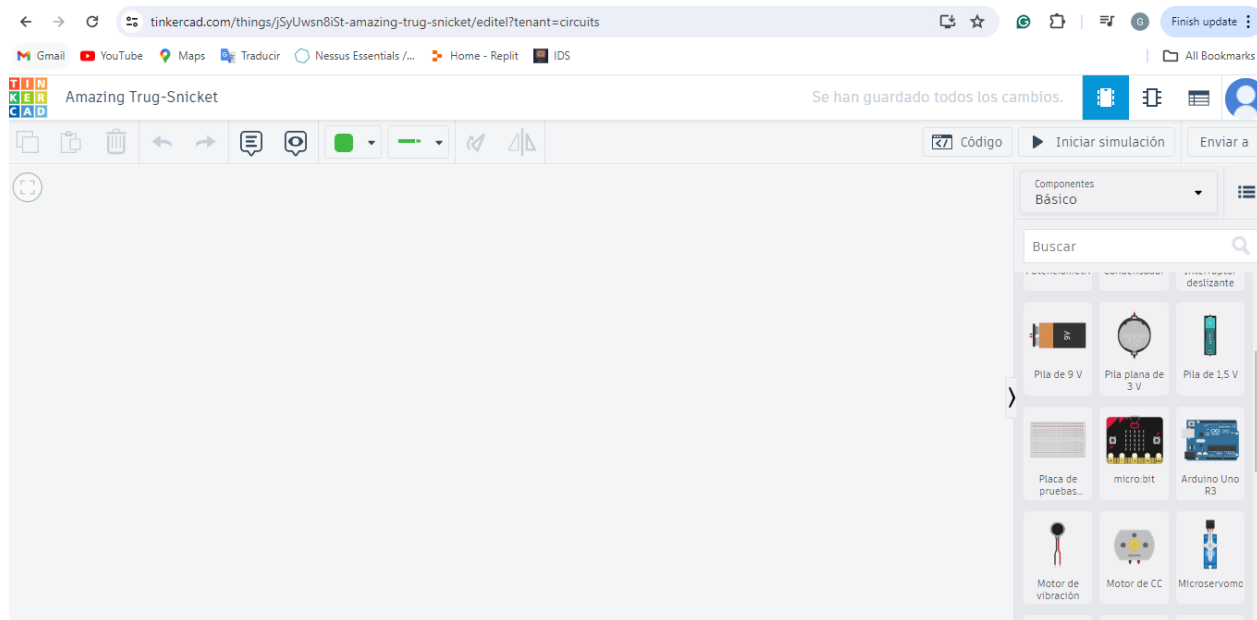 tinkercad.com/things/jSyUwsn8iSt-amazing-trug-snicket/editel?tenant=circuits
G
Finish update
Gmail
YouTube
Maps
Traducir
Nessus Essentials /...
Home - Replit
IDS
All Bookmarks
TIN
KER
CAD
Amazing Trug-Snicket
Se han guardado todos los cambios.
Código
Iniciar simulación
Enviar a
Componentes
Básico
Buscar
Interruptor
deslizante
9V
Pila de 9 V
Pila plana de
3 V
Pila de 1,5 V
Placa de
pruebas...
micro:bit
Arduino Uno
R3
Motor de
vibración
Motor de CC
Microservomo